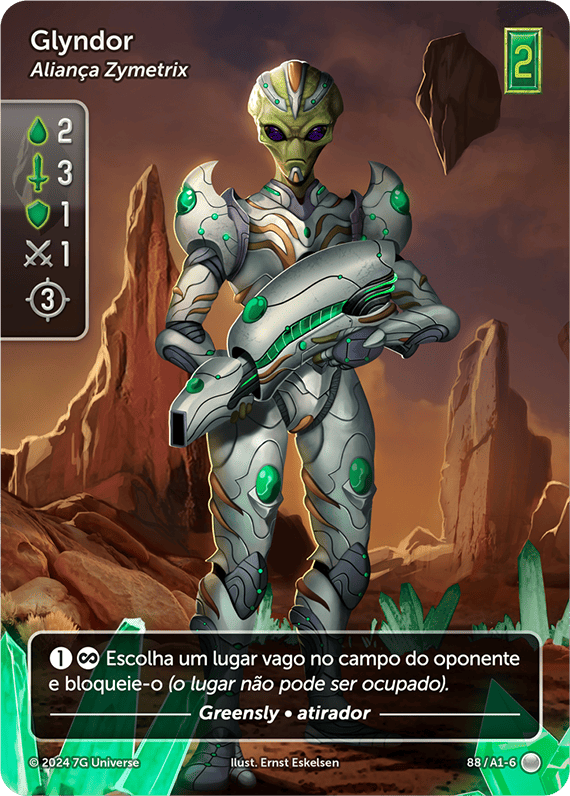 Glyndor
Aliança Zymetrix
2
2
3
1
1
3
1 ∞ Escolha um lugar vago no campo do oponente
e bloqueie-o (o lugar não pode ser ocupado).
Greensly • atirador
© 2024 7G Universe
Ilust. Ernst Eskelsen
88/A1-6